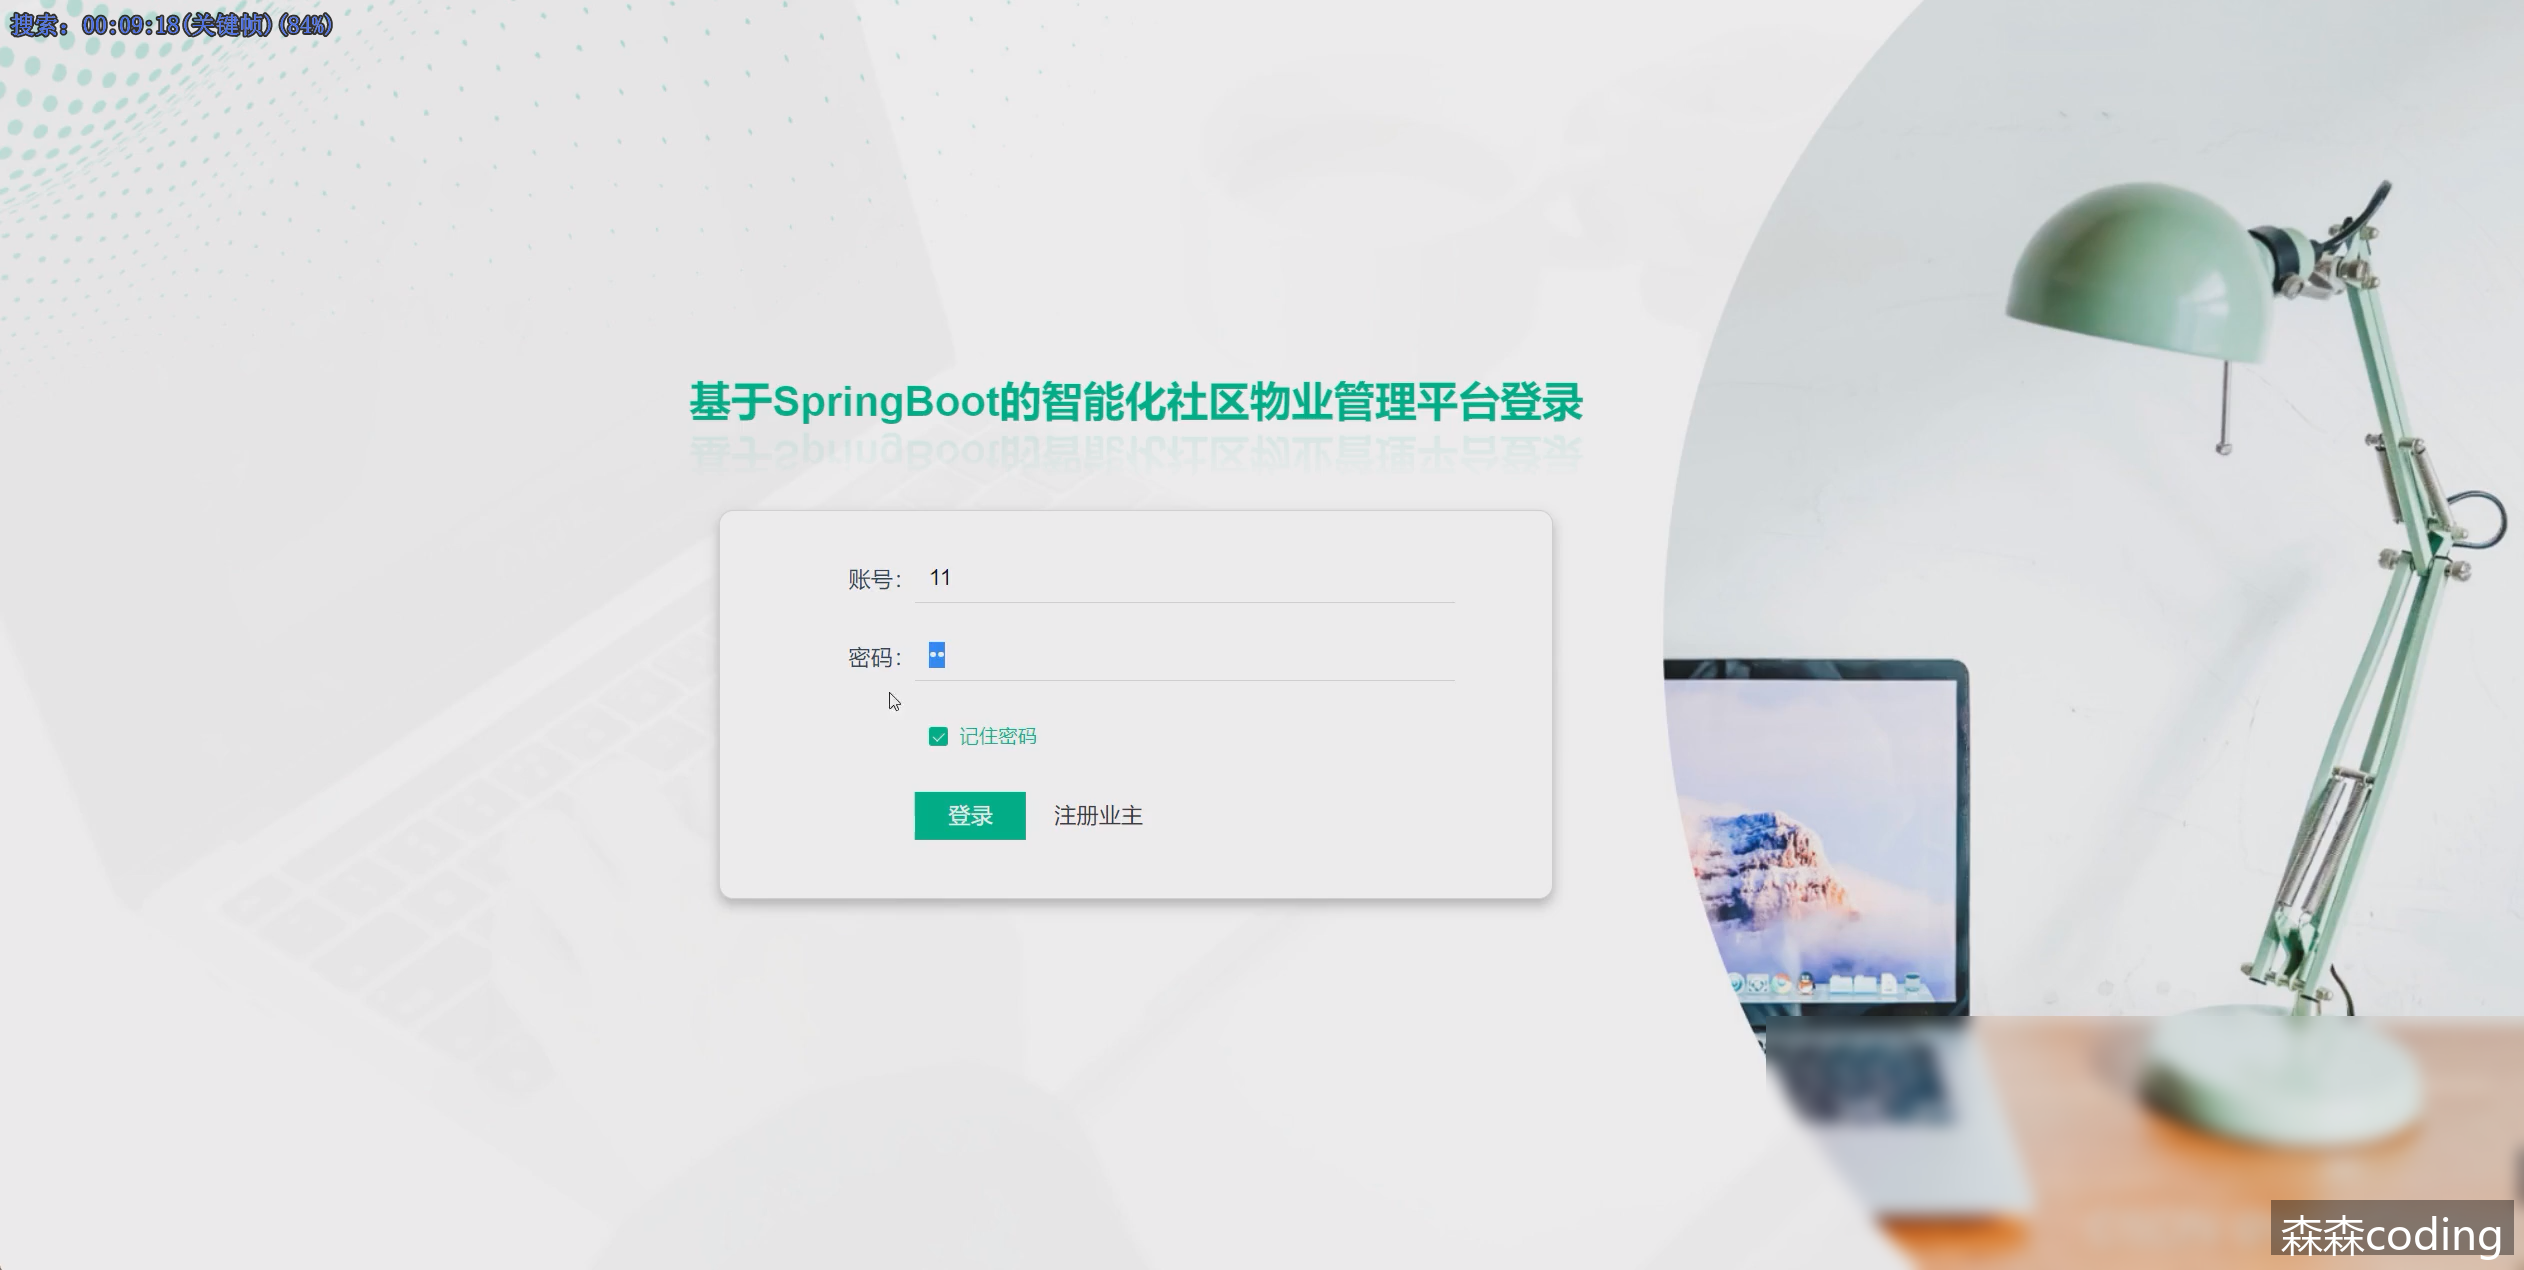 搜索: 00:09:18(关键帧)(84%)
基于SpringBoot的智能化社区物业管理平台登录
账号： 11
密码： ••
记住密码
登录 注册业主
森森coding